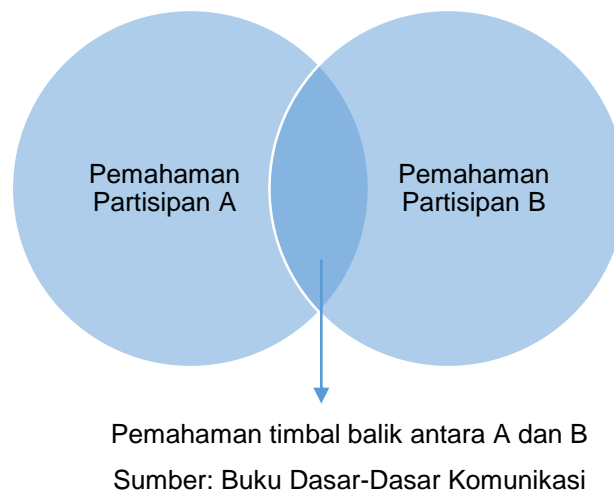 Pemahaman
Partisipan A
Pemahaman
Partisipan B
Pemahaman timbal balik antara A dan B
Sumber: Buku Dasar-Dasar Komunikasi